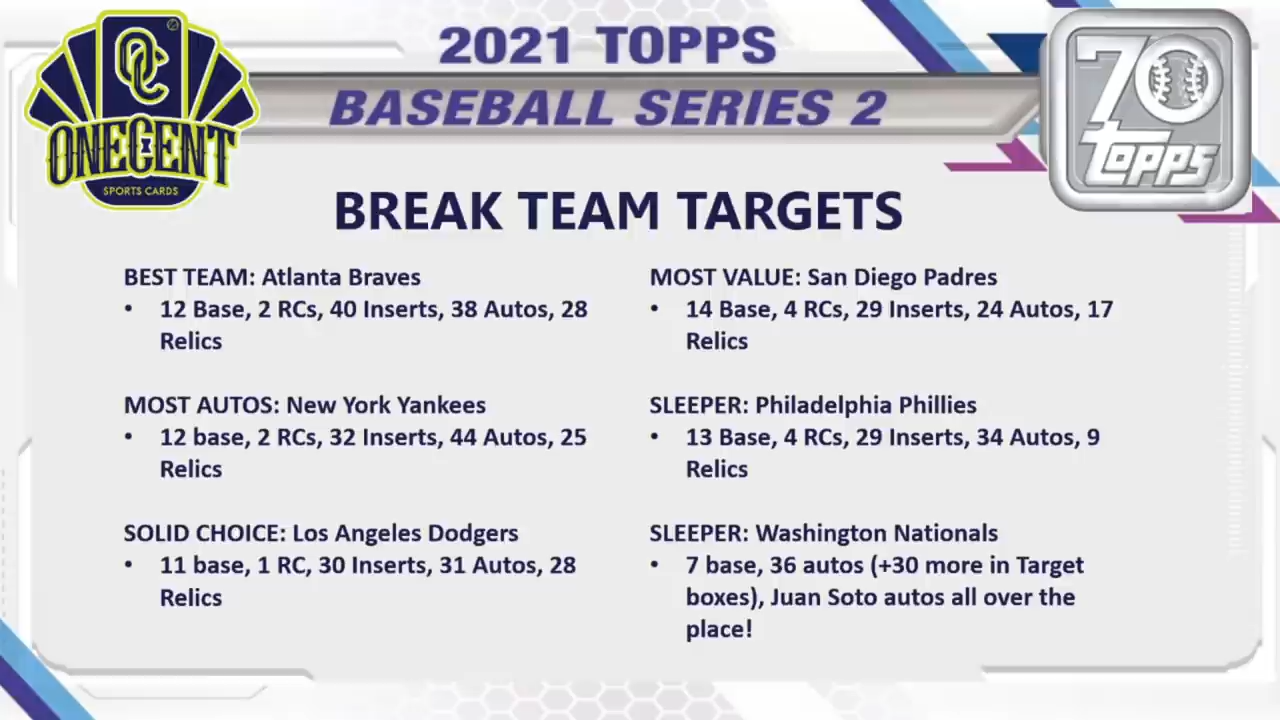 2021 TOPPS
BASEBALL SERIES 2
OC
ONECENT
SPORTS CARDS
70
topps
BREAK TEAM TARGETS
BEST TEAM: Atlanta Braves
• 12 Base, 2 RCs, 40 Inserts, 38 Autos, 28
Relics
MOST AUTOS: New York Yankees
• 12 base, 2 RCs, 32 Inserts, 44 Autos, 25
Relics
SOLID CHOICE: Los Angeles Dodgers
• 11 base, 1 RC, 30 Inserts, 31 Autos, 28
Relics
MOST VALUE: San Diego Padres
• 14 Base, 4 RCs, 29 Inserts, 24 Autos, 17
Relics
SLEEPER: Philadelphia Phillies
• 13 Base, 4 RCs, 29 Inserts, 34 Autos, 9
Relics
SLEEPER: Washington Nationals
• 7 base, 36 autos (+30 more in Target
boxes), Juan Soto autos all over the
place!